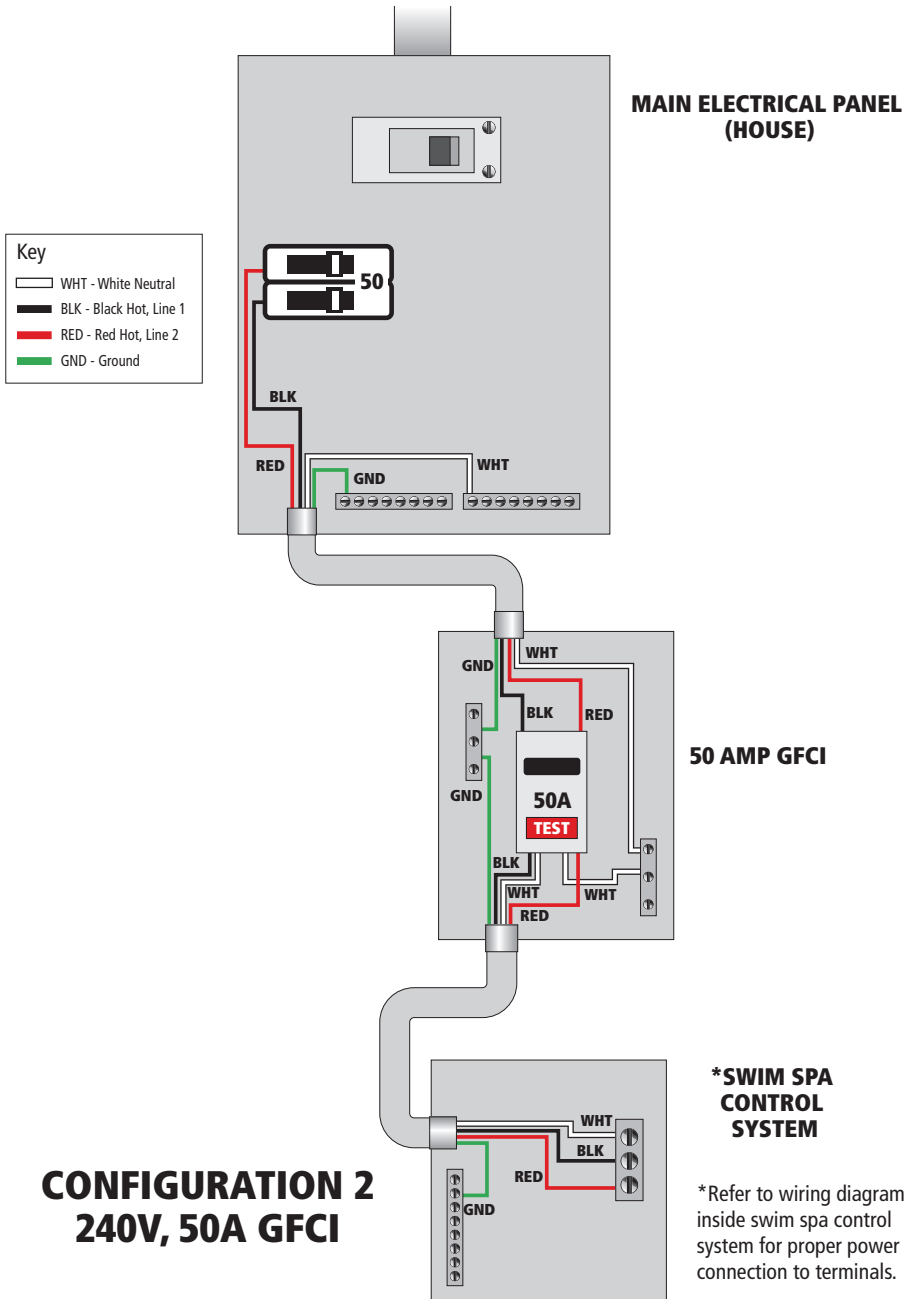 MAIN ELECTRICAL PANEL
(HOUSE)
Key
WHT - White Neutral
BLK - Black Hot, Line 1
RED - Red Hot, Line 2
GND - Ground
50
BLK
RED
GND
WHT
WHT
GND
BLK
RED
50 AMP GFCI
GND
50A
TEST
BLK
WHT
WHT
RED
*SWIM SPA
CONTROL
SYSTEM
WHT
BLK
RED
GND
CONFIGURATION 2
240V, 50A GFCI
*Refer to wiring diagram
inside swim spa control
system for proper power
connection to terminals.